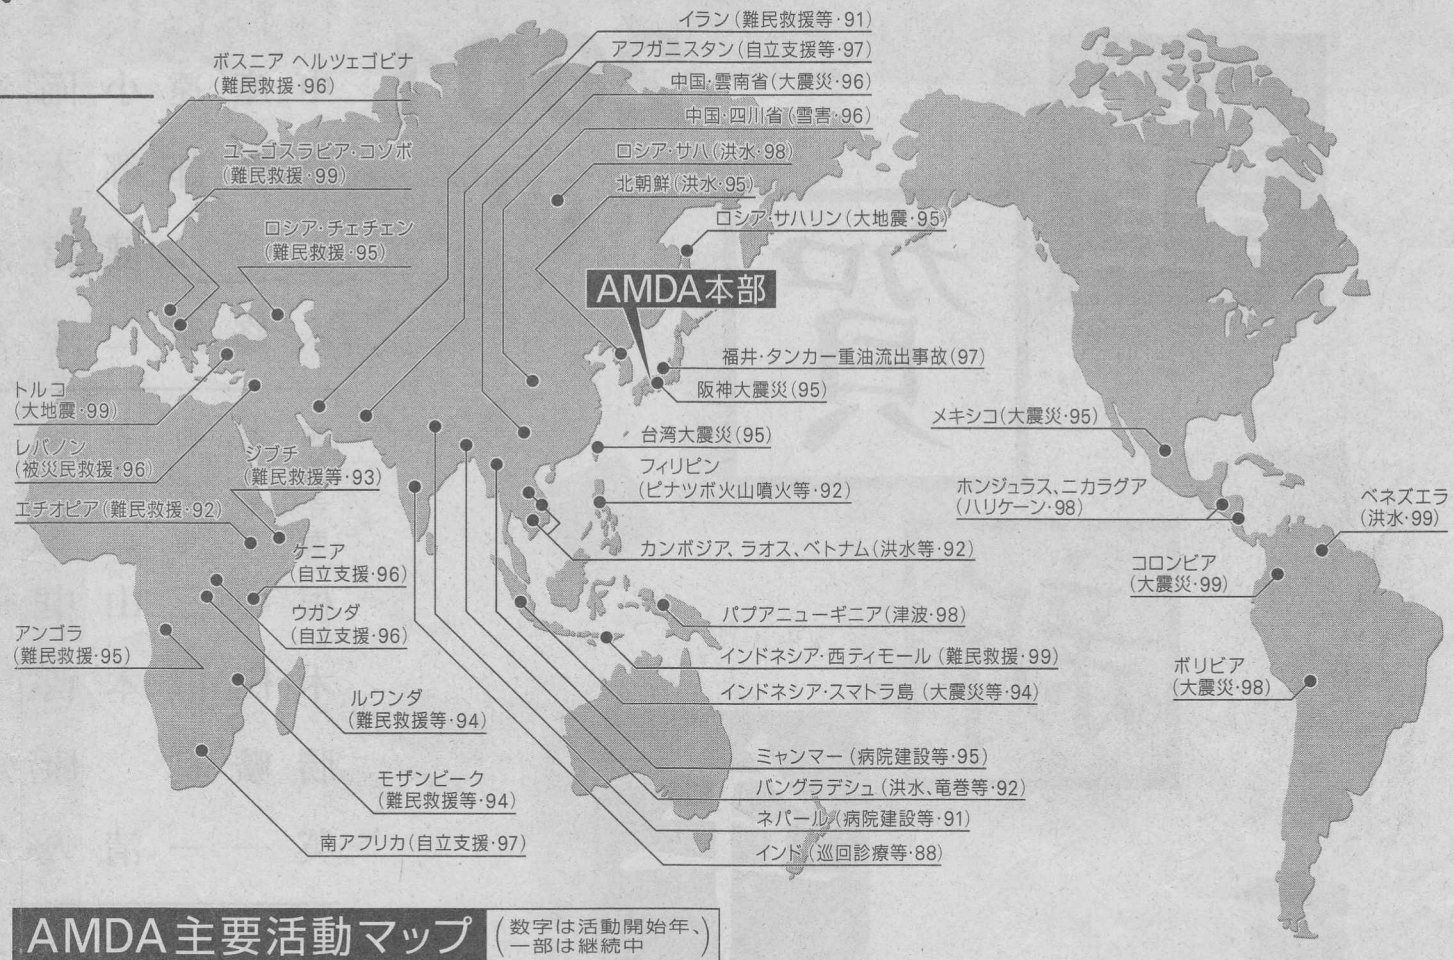 イラン(難民救援等・91)
アフガニスタン(自立支援等・97)
中国・雲南省(大震災・96)
中国・四川省(雪害・96)
ロシア・サハ(洪水・98)
北朝鮮(洪水・95)
ロシア・サハリン(大地震・95)
ボスニア ヘルツェゴビナ
(難民救援・96)
ユーゴスラビア・コソボ
(難民救援・99)
ロシア・チェチェン
(難民救援・95)
AMDA本部
福井・タンカー重油流出事故(97)
阪神大震災(95)
台湾大震災(95)
フィリピン
(ピナツボ火山噴火等・92)
カンボジア、ラオス、ベトナム(洪水等・92)
トルコ
(大地震・99)
レバノン
(被災民救援・96)
ジブチ
(難民救援等・93)
エチオピア(難民救援・92)
ケニア
(自立支援・96)
ウガンダ
(自立支援・96)
アンゴラ
(難民救援・95)
ルワンダ
(難民救援等・94)
モザンビーク
(難民救援等・94)
南アフリカ(自立支援・97)
パプアニューギニア(津波・98)
インドネシア・西ティモール(難民救援・99)
インドネシア・スマトラ島(大震災等・94)
ミャンマー(病院建設等・95)
バングラデシュ(洪水、竜巻等・92)
ネパール(病院建設等・91)
インド(巡回診療等・88)
メキシコ(大震災・95)
ホンジュラス、ニカラグア
(ハリケーン・98)
ベネズエラ
(洪水・99)
コロンビア
(大震災・99)
ボリビア
(大震災・98)
AMDA主要活動マップ
(数字は活動開始年、
一部は継続中)